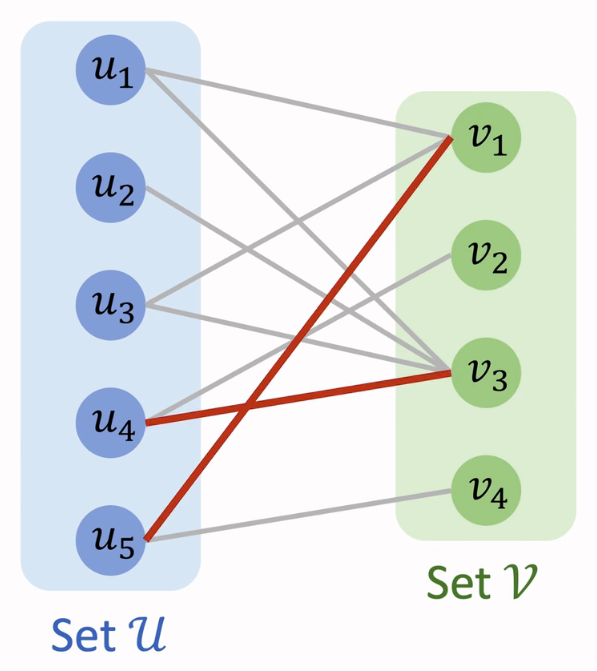 u₁
u₂
u₃
u₄
u₅
Set 𝒰
v₁
v₂
v₃
v₄
Set 𝒱